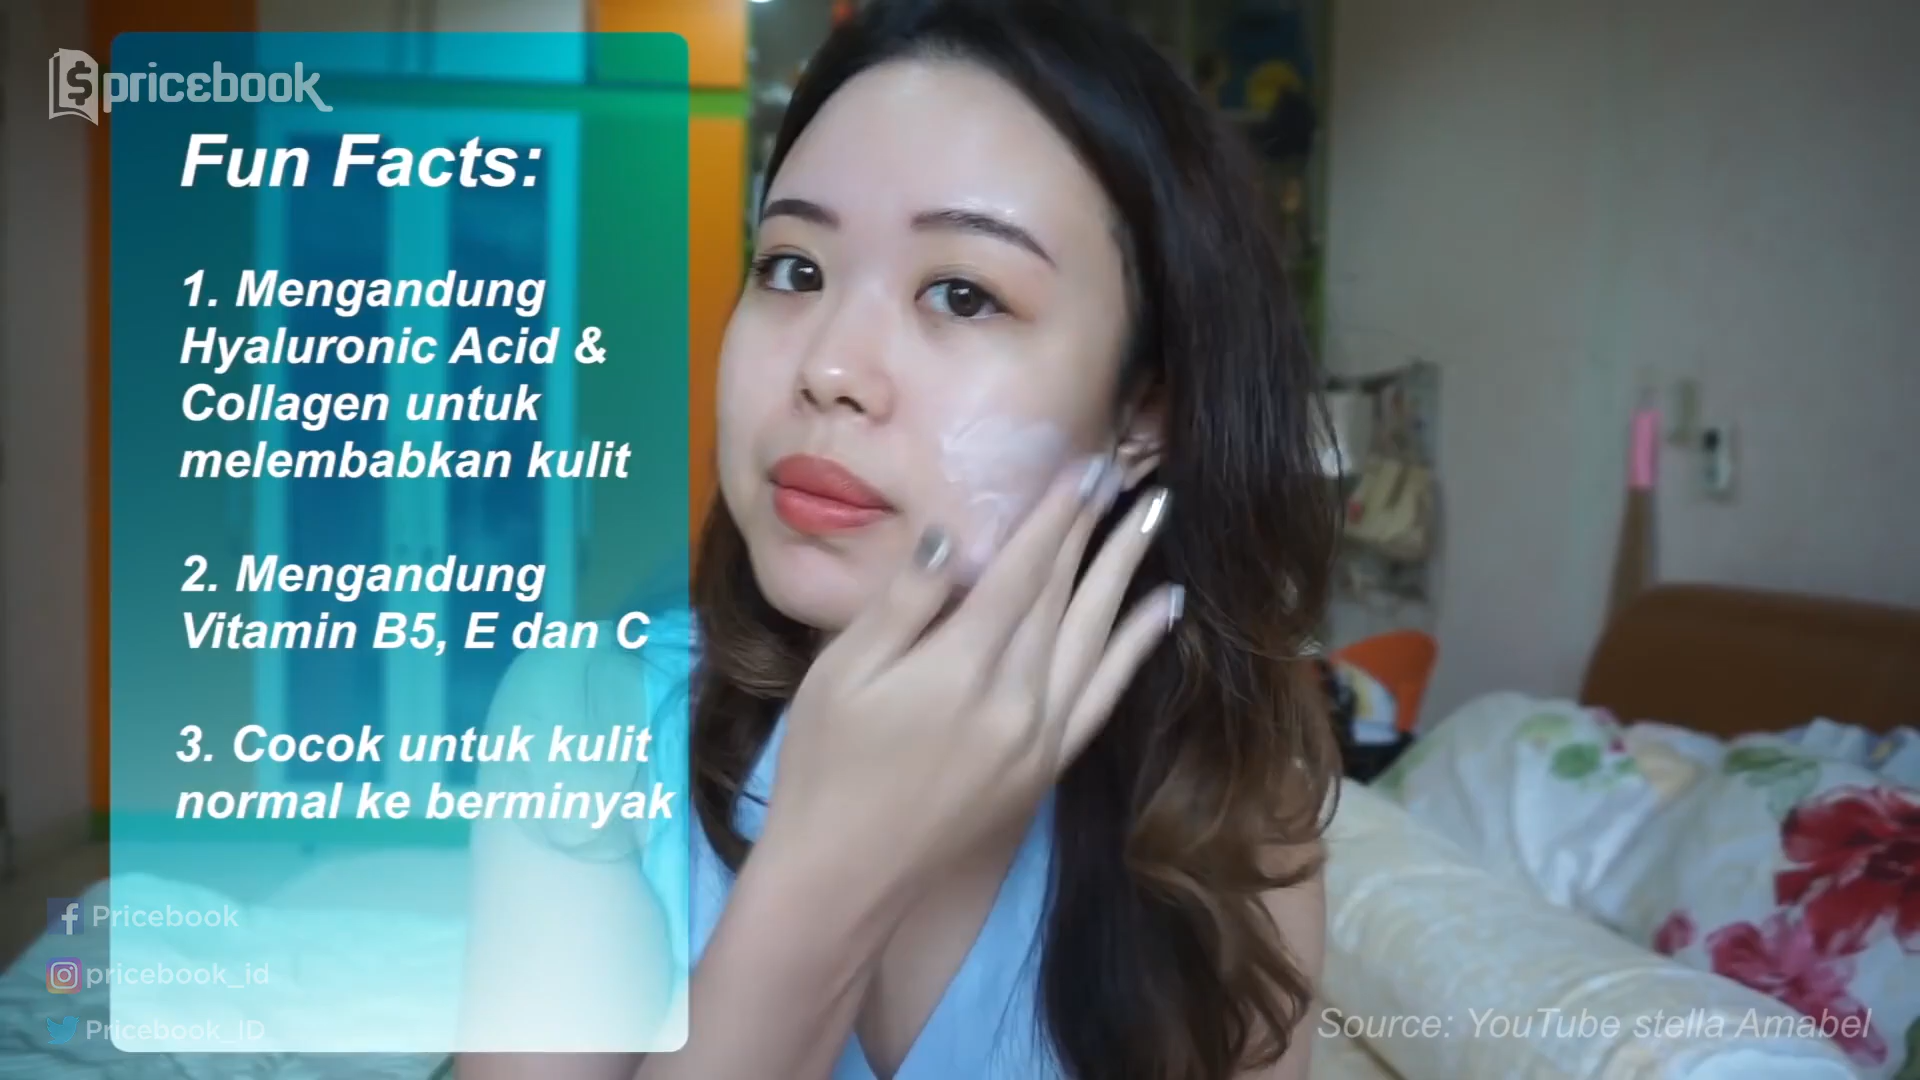 pricebook
Fun Facts:
1. Mengandung
Hyaluronic Acid &
Collagen untuk
melembabkan kulit
2. Mengandung
Vitamin B5, E dan C
3. Cocok untuk kulit
normal ke berminyak
Pricebook
pricebook_id
Pricebook_ID
Source: YouTube stella Amabel